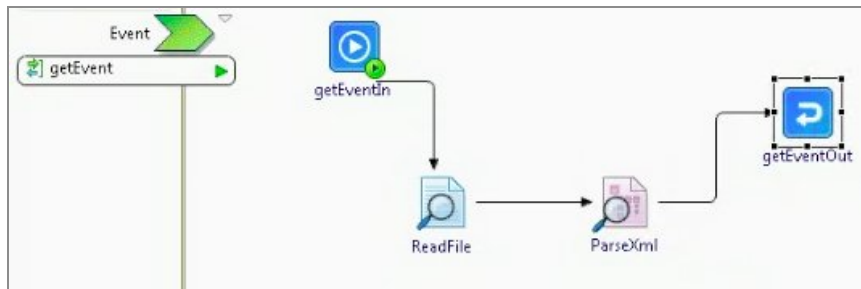 Event
getEvent
getEventIn
getEventOut
ReadFile
ParseXml